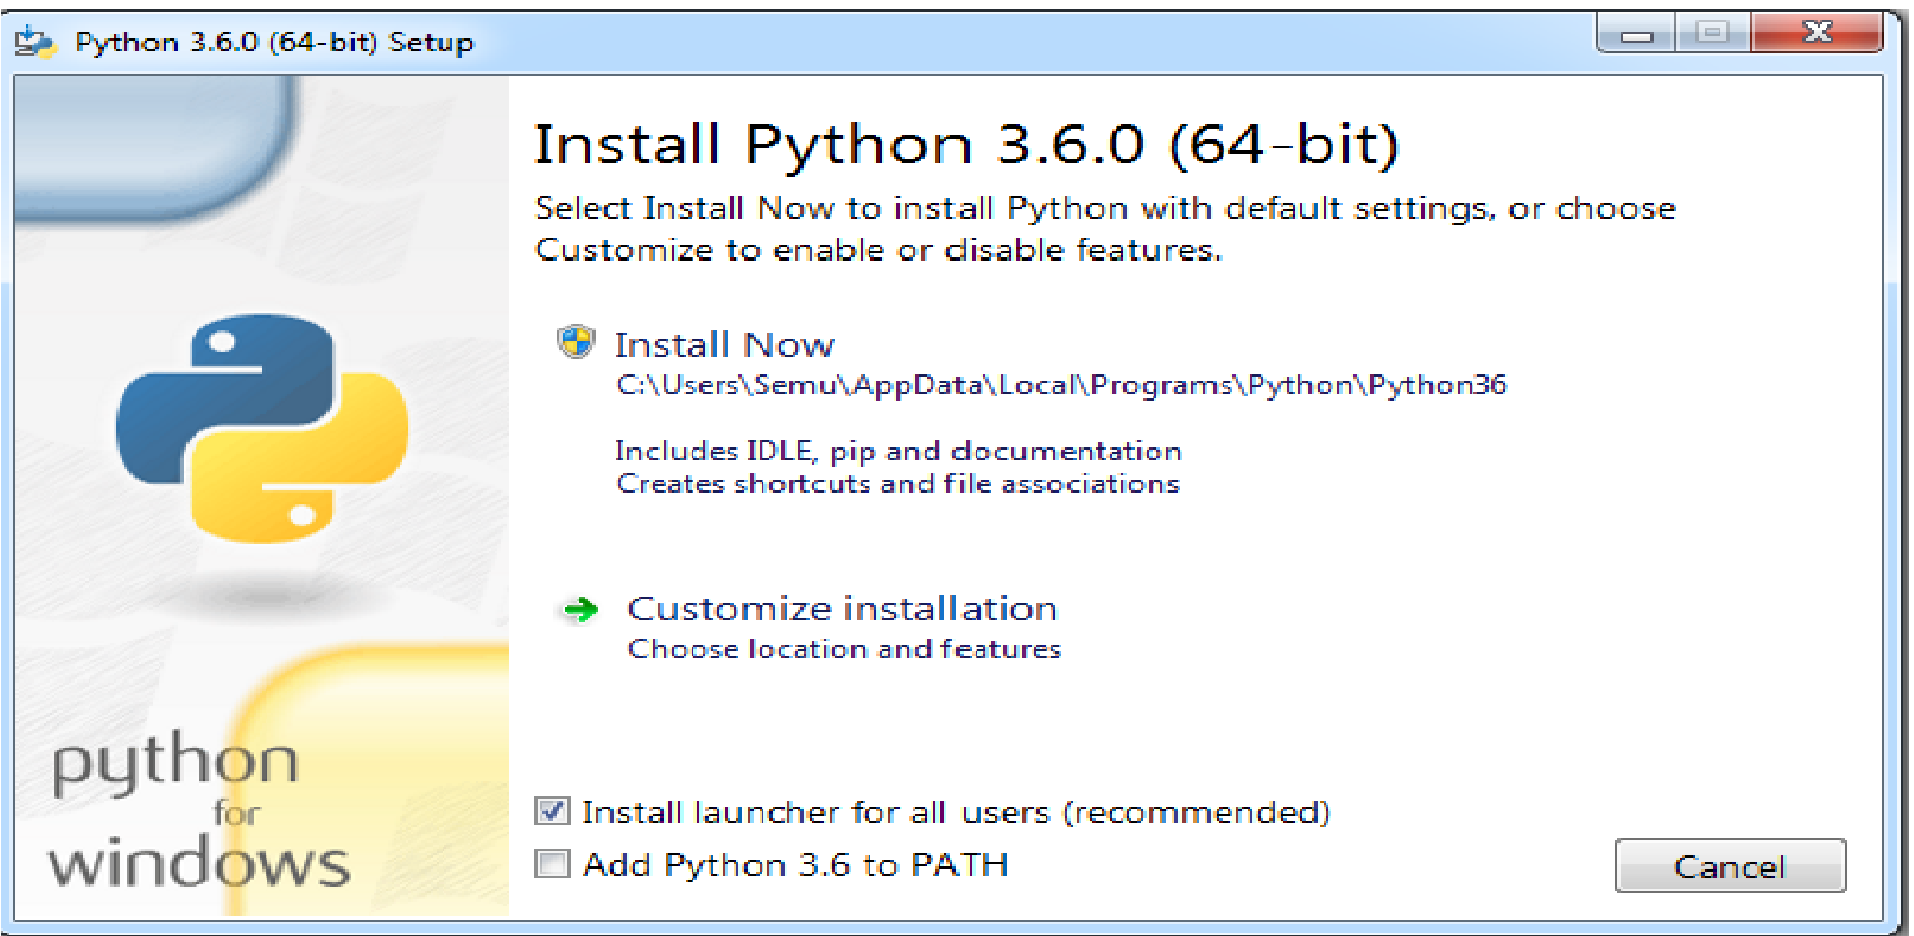 Python 3.6.0 (64-bit) Setup
Install Python 3.6.0 (64-bit)
Select Install Now to install Python with default settings, or choose
Customize to enable or disable features.
Install Now
C:\Users\Semu\AppData\Local\Programs\Python\Python36
Includes IDLE, pip and documentation
Creates shortcuts and file associations
Customize installation
Choose location and features
python
for
windows
Install launcher for all users (recommended)
Add Python 3.6 to PATH
Cancel